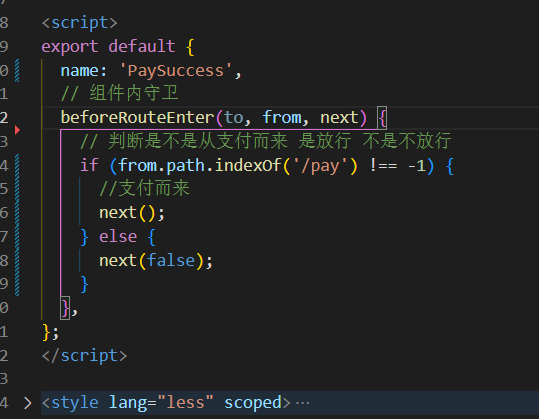 8 <script>
9 export default {
0 name: 'PaySuccess',
1 // 组件内守卫
2 beforeRouteEnter(to, from, next) {
3 // 判断是不是从支付而来 是放行 不是不放行
4 if (from.path.indexOf('/pay') !== -1) {
5 //支付而来
6 next();
7 } else {
8 next(false);
9 }
0 },
1 };
2 </script>
3
4 <style lang="less" scoped>…